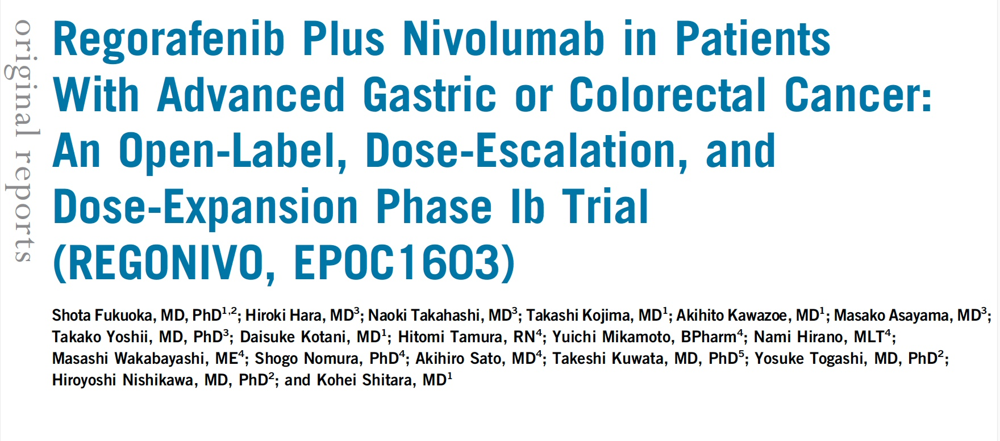 original reports
Regorafenib Plus Nivolumab in Patients
With Advanced Gastric or Colorectal Cancer:
An Open-Label, Dose-Escalation, and
Dose-Expansion Phase Ib Trial
(REGONIVO, EPOC1603)
Shota Fukuoka, MD, PhD1,2; Hiroki Hara, MD3; Naoki Takahashi, MD3; Takashi Kojima, MD1; Akihito Kawazoe, MD1; Masako Asayama, MD3;
Takako Yoshii, MD, PhD3; Daisuke Kotani, MD1; Hitomi Tamura, RN4; Yuichi Mikamoto, BPharm4; Nami Hirano, MLT4;
Masashi Wakabayashi, ME4; Shogo Nomura, PhD4; Akihiro Sato, MD4; Takeshi Kuwata, MD, PhD5; Yosuke Togashi, MD, PhD2;
Hiroyoshi Nishikawa, MD, PhD2; and Kohei Shitara, MD1